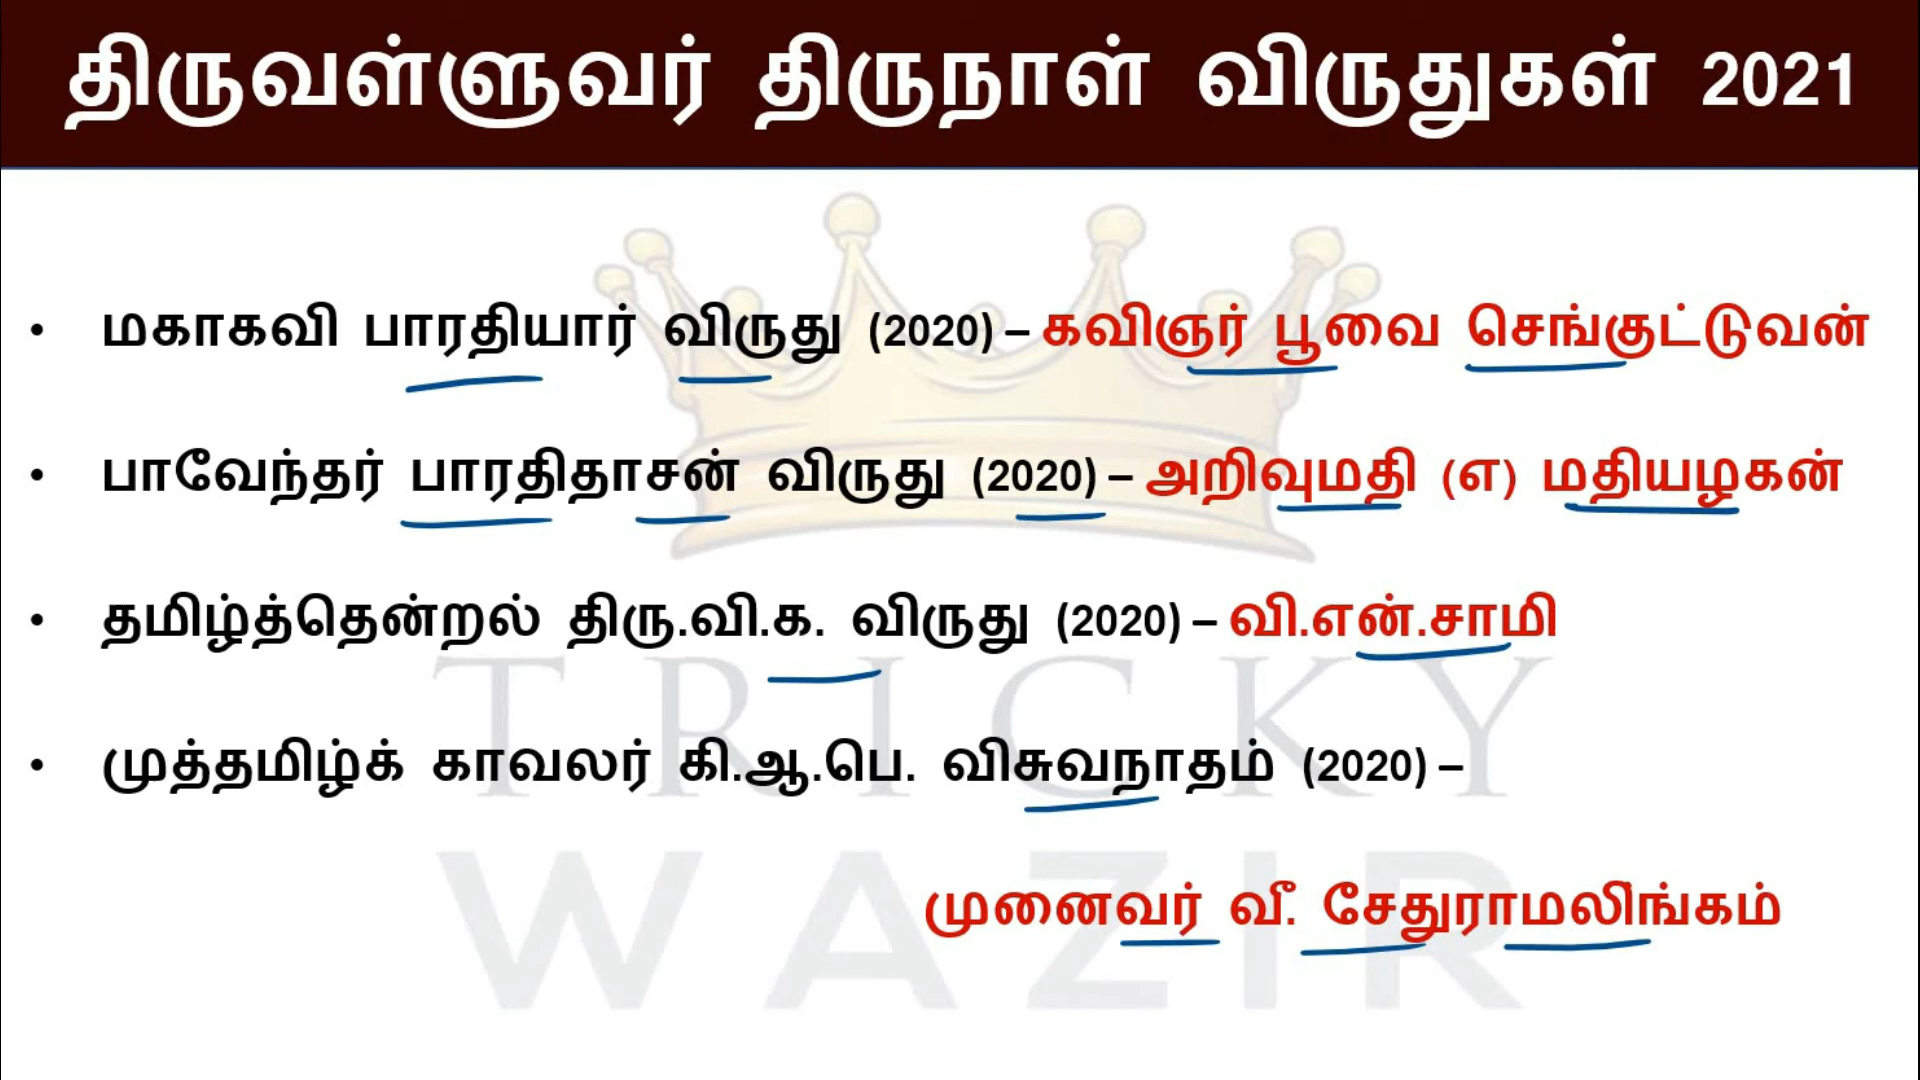 திருவள்ளுவர் திருநாள் விருதுகள் 2021
• மகாகவி பாரதியார் விருது (2020) – கவிஞர் பூவை செங்குட்டுவன்
• பாவேந்தர் பாரதிதாசன் விருது (2020) – அறிவுமதி (எ) மதியழகன்
• தமிழ்த்தென்றல் திரு.வி.க. விருது (2020) – வி.என்.சாமி
• முத்தமிழ்க் காவலர் கி.ஆ.பெ. விசுவநாதம் (2020) –
முனைவர் வீ. சேதுராமலிங்கம்
TRICKY
WAZIR